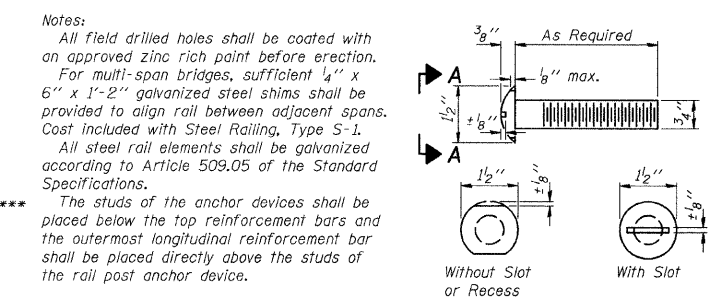 Notes:
All field drilled holes shall be coated with
an approved zinc rich paint before erection.
For multi-span bridges, sufficient 1/4" x
6" x 1'-2" galvanized steel shims shall be
provided to align rail between adjacent spans.
Cost included with Steel Railing, Type S-1.
All steel rail elements shall be galvanized
according to Article 509.05 of the Standard
Specifications.
*** The studs of the anchor devices shall be
placed below the top reinforcement bars and
the outermost longitudinal reinforcement bar
shall be placed directly above the studs of
the rail post anchor device.
3/8"
As Required
A
1/8" max.
1 1/2"
±1/8"
3/4"
A
1 1/2"
±1/8"
1 1/2"
±1/8"
Without Slot
or Recess
With Slot